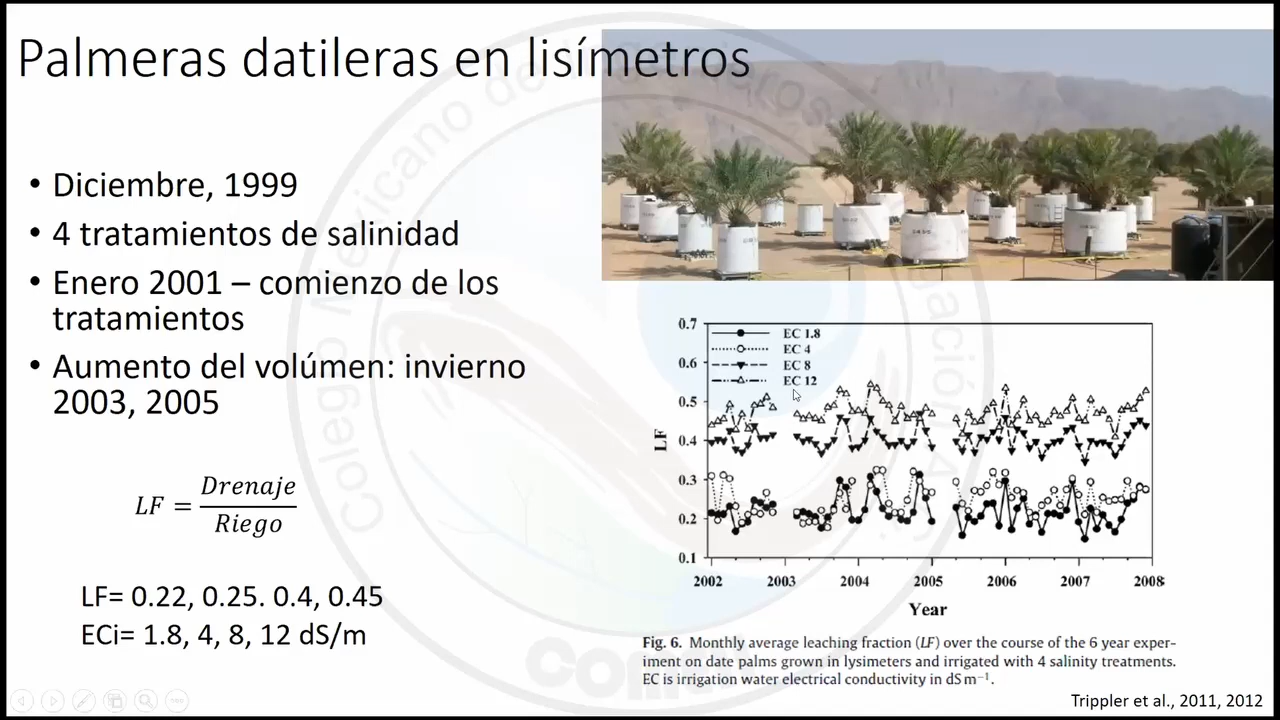 Palmeras datileras en lisímetros
• Diciembre, 1999
• 4 tratamientos de salinidad
• Enero 2001 – comienzo de los
tratamientos
• Aumento del volúmen: invierno
2003, 2005
LF = Drenaje
Riego
LF= 0.22, 0.25. 0.4, 0.45
ECi= 1.8, 4, 8, 12 dS/m
0.7
0.6
0.5
0.4
0.3
0.2
0.1
LF
EC 1.8
EC 4
EC 8
EC 12
2002 2003 2004 2005 2006 2007 2008
Year
Fig. 6. Monthly average leaching fraction (LF) over the course of the 6 year exper-
iment on date palms grown in lysimeters and irrigated with 4 salinity treatments.
EC is irrigation water electrical conductivity in dS m⁻¹.
Trippler et al., 2011, 2012
Colegio Mexicano de